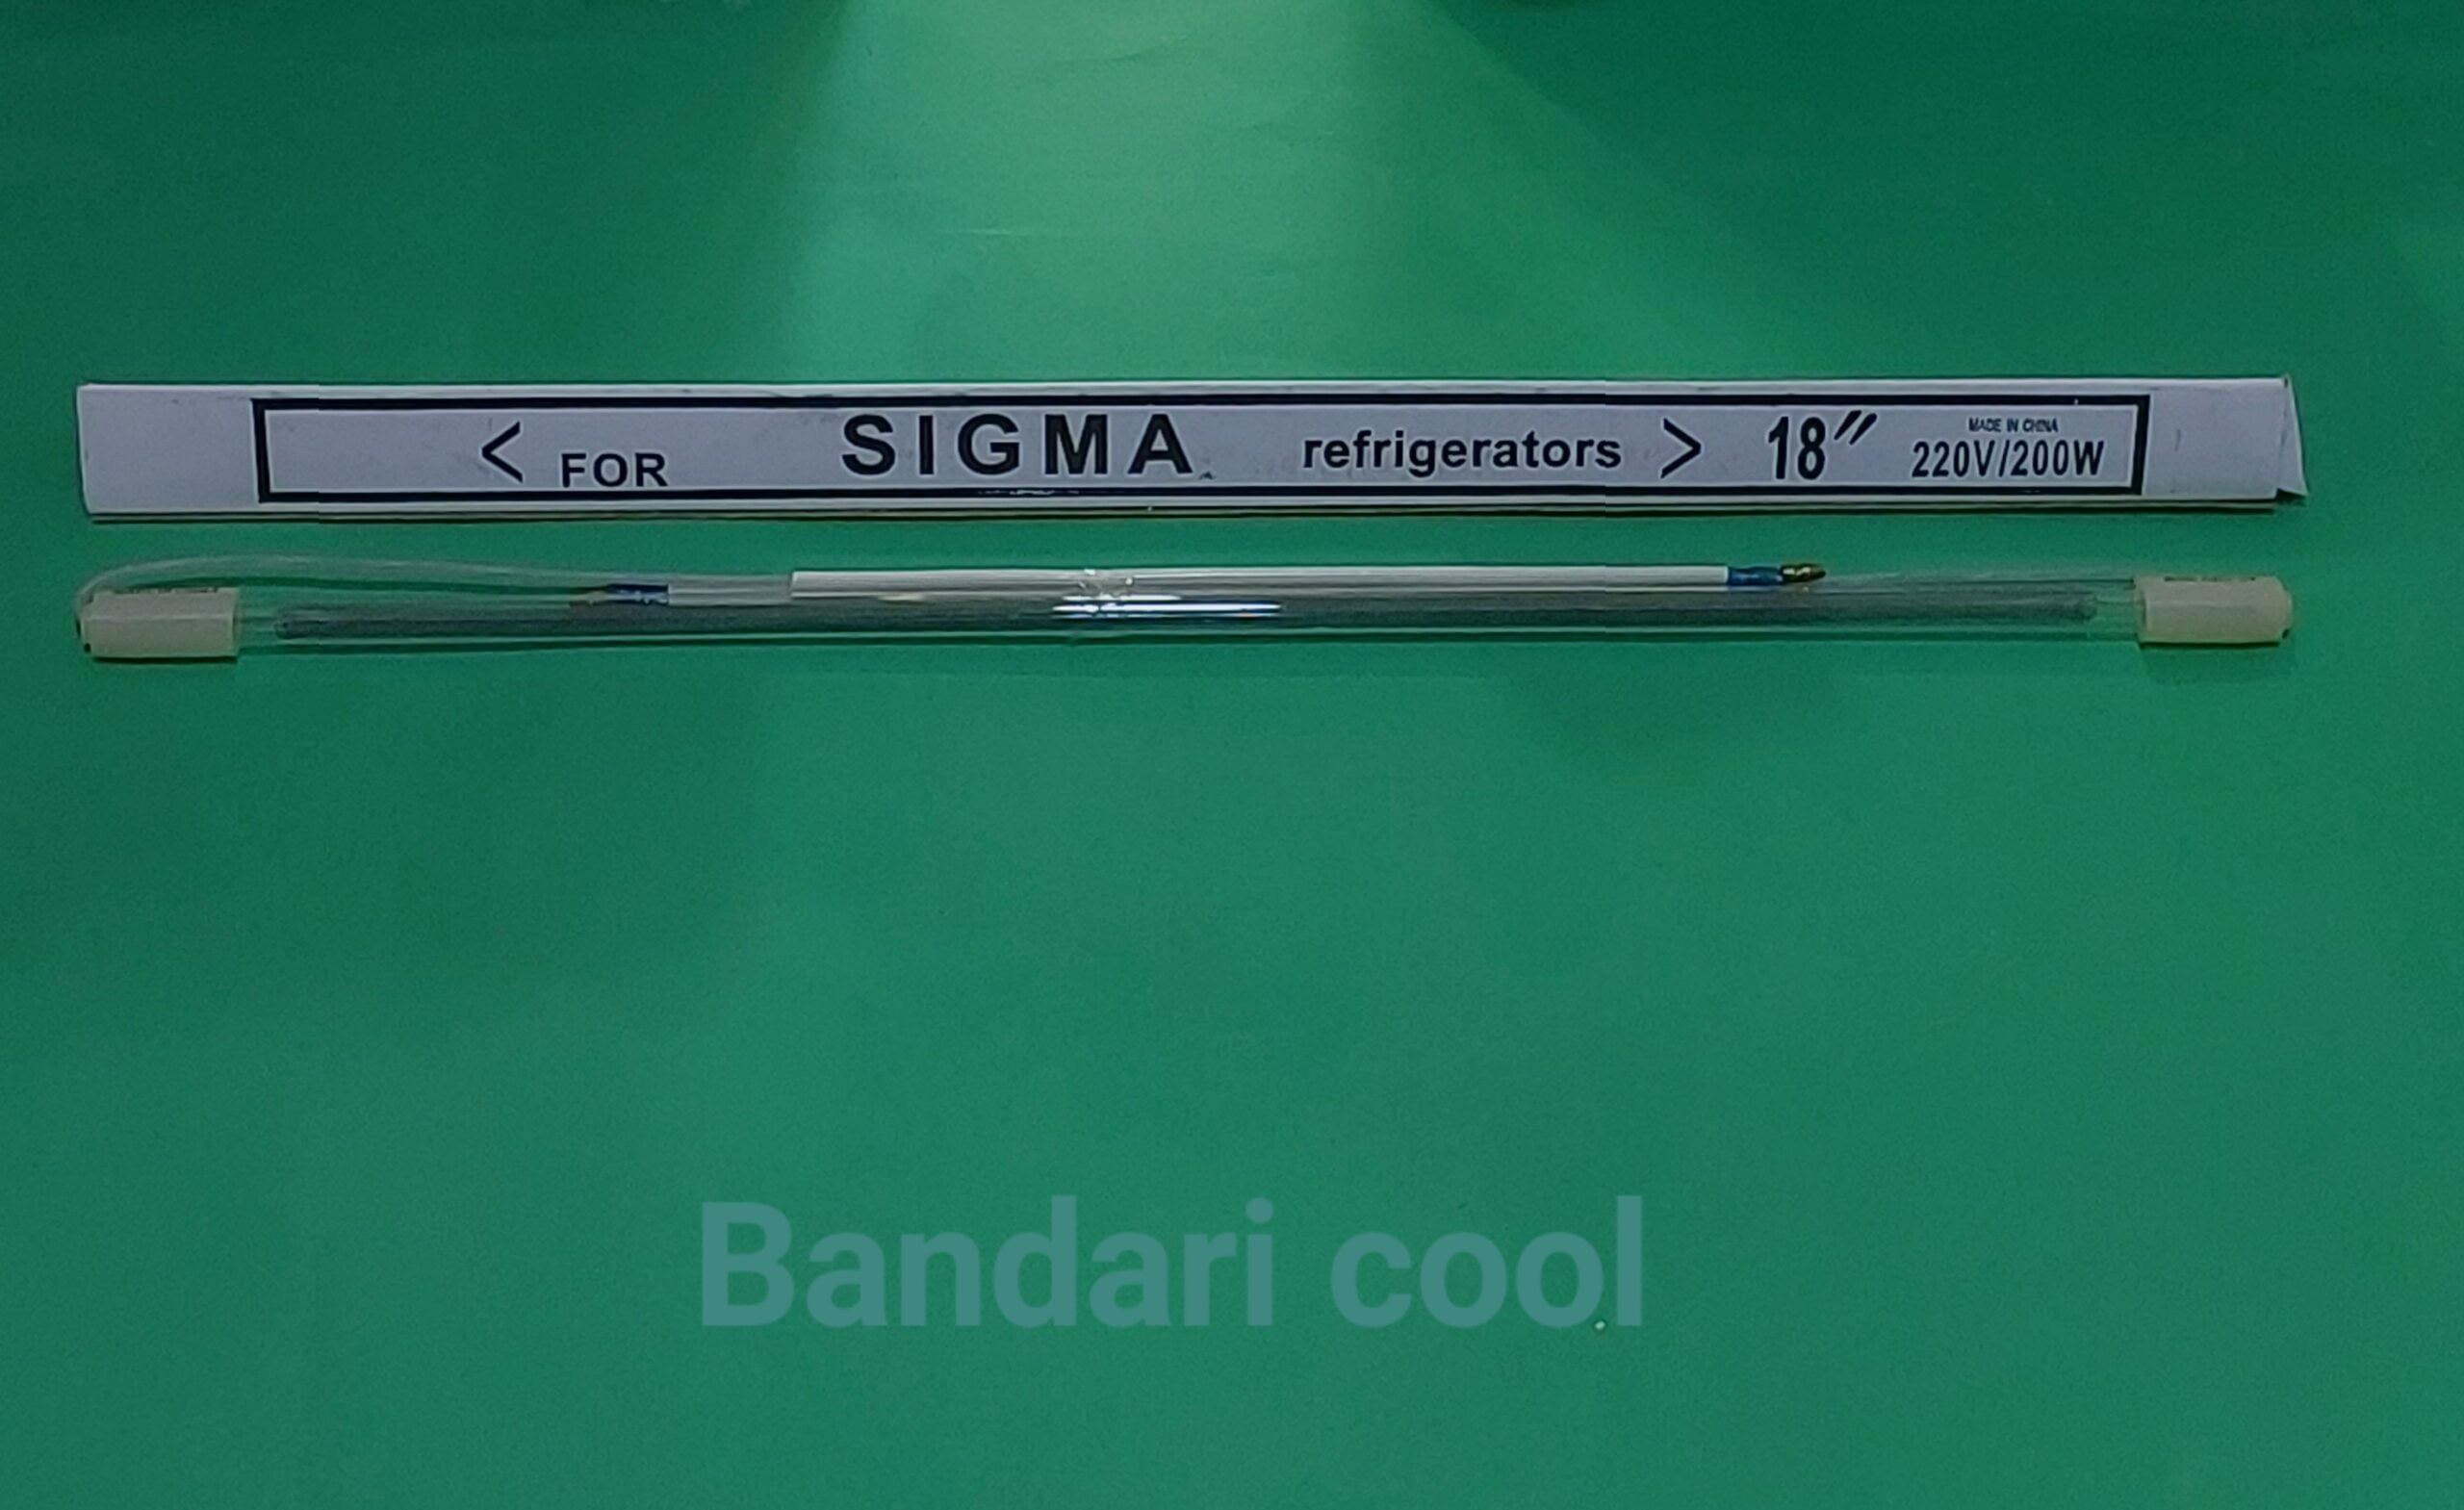 < FOR SIGMA refrigerators > 18″ MADE IN CHINA
220V/200W
Bandari cool